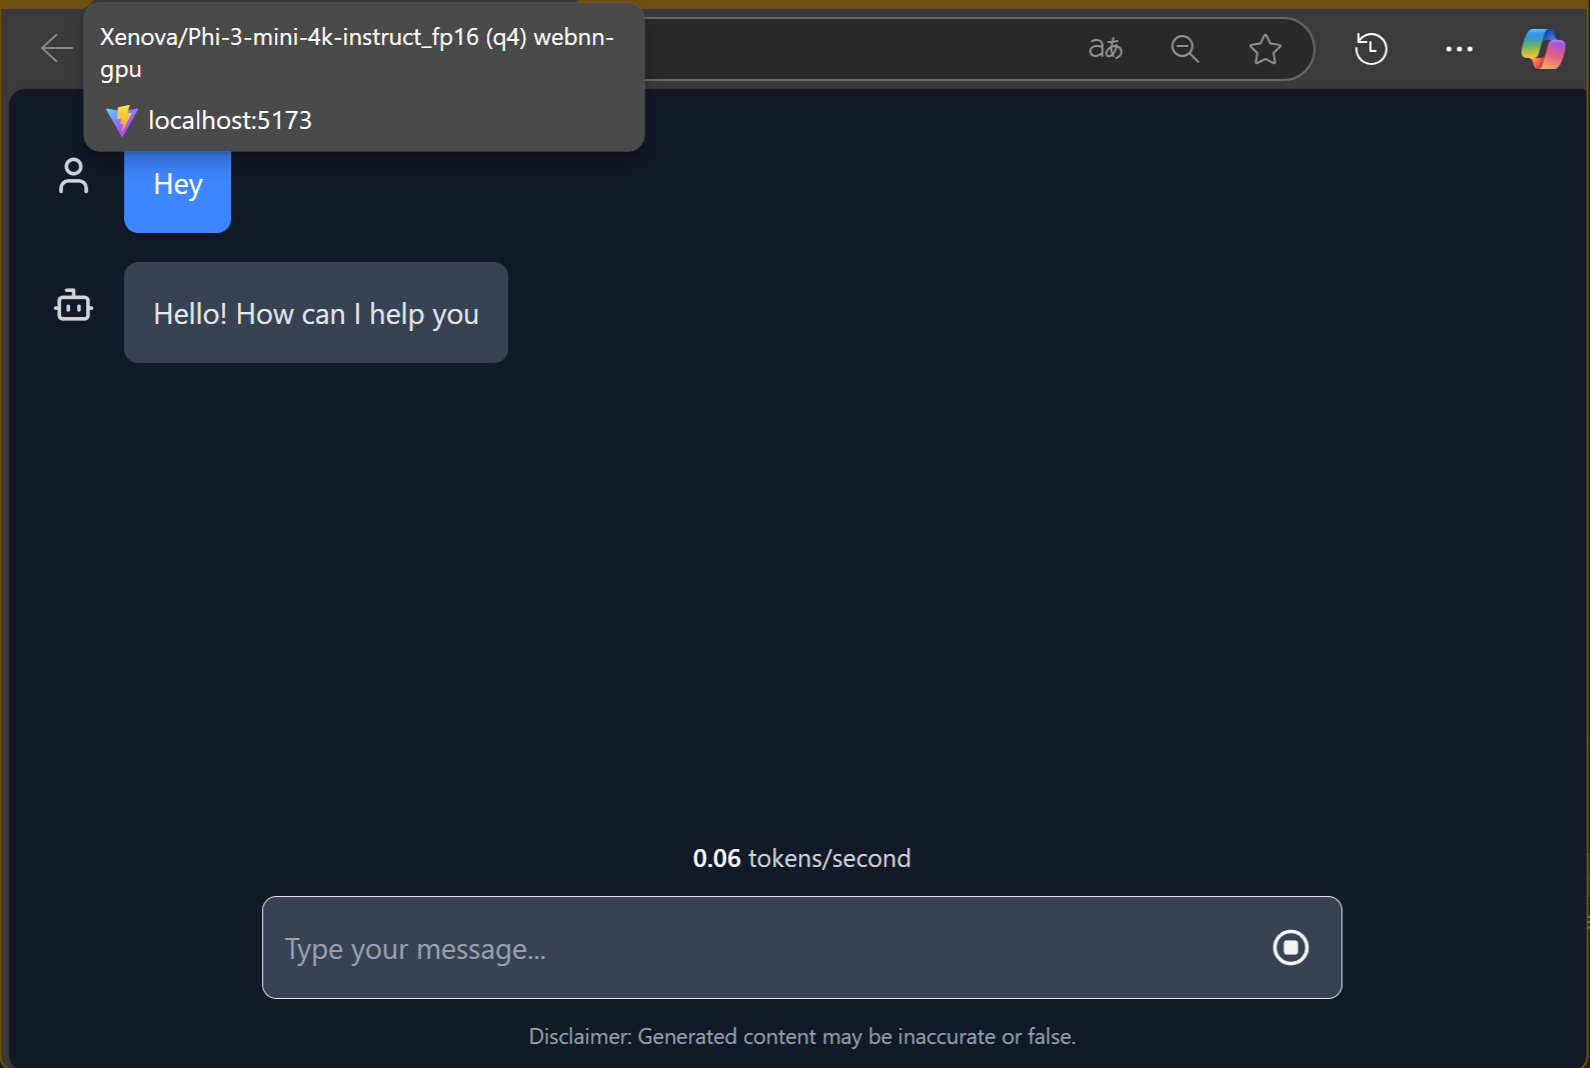 Xenova/Phi-3-mini-4k-instruct_fp16 (q4) webnn-
gpu
localhost:5173
aあ
Hey
Hello! How can I help you
0.06 tokens/second
Type your message...
Disclaimer: Generated content may be inaccurate or false.